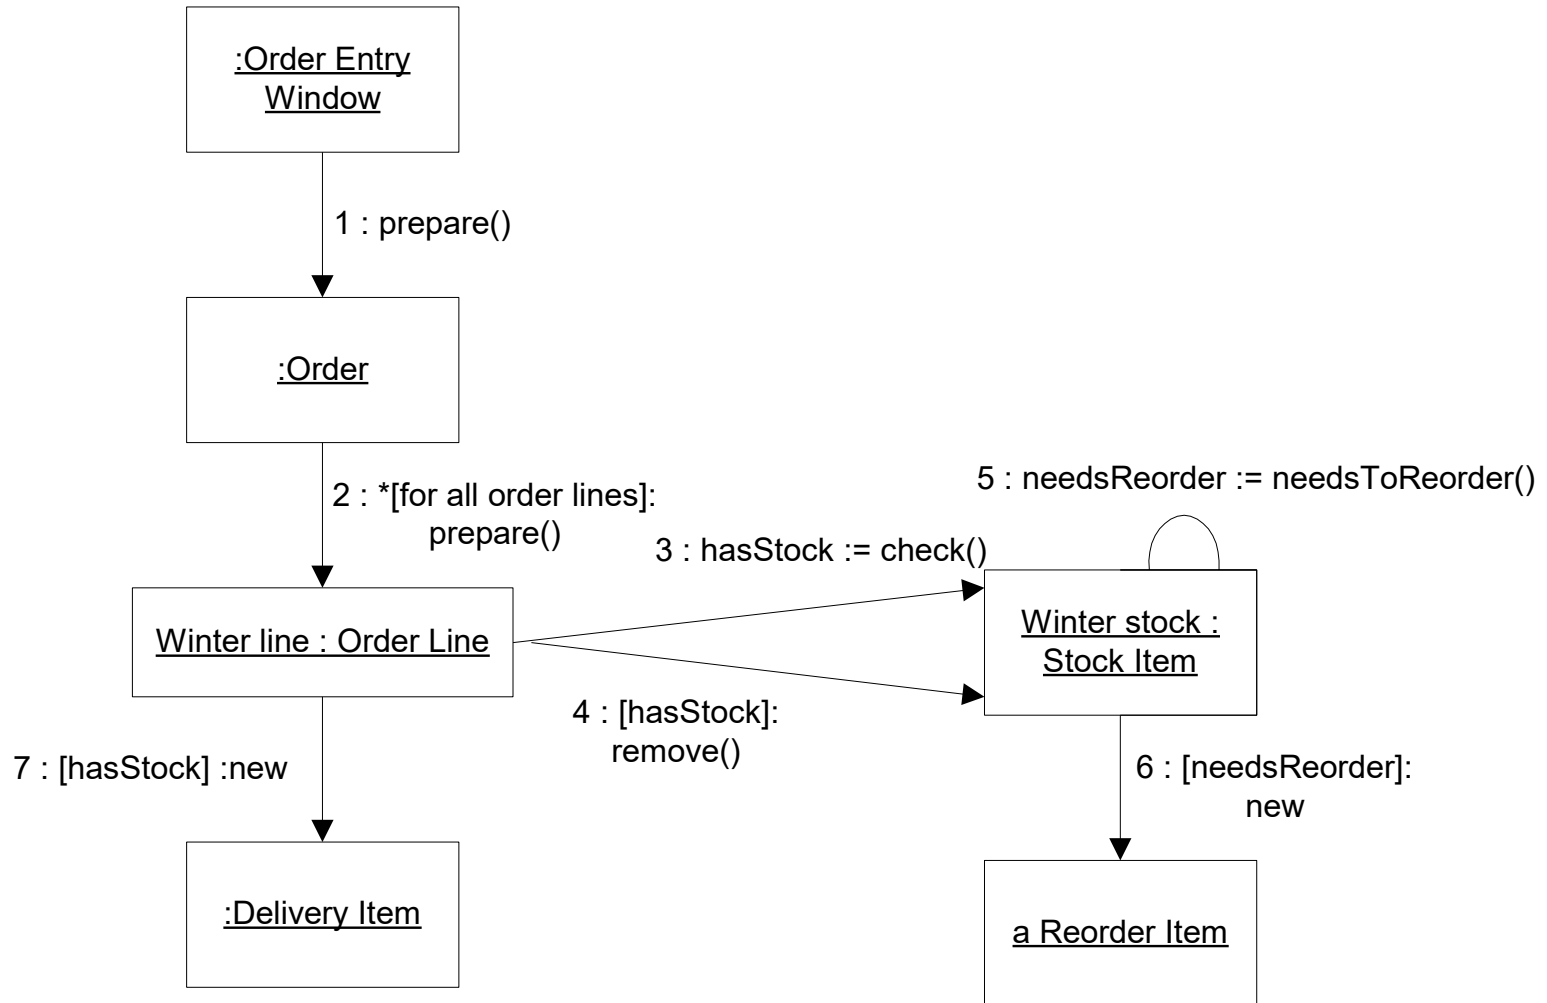 :Order Entry
Window
1 : prepare()
:Order
2 : *[for all order lines]:
prepare()
5 : needsReorder := needsToReorder()
3 : hasStock := check()
Winter line : Order Line
Winter stock :
Stock Item
4 : [hasStock]:
remove()
7 : [hasStock] :new
6 : [needsReorder]:
new
:Delivery Item
a Reorder Item